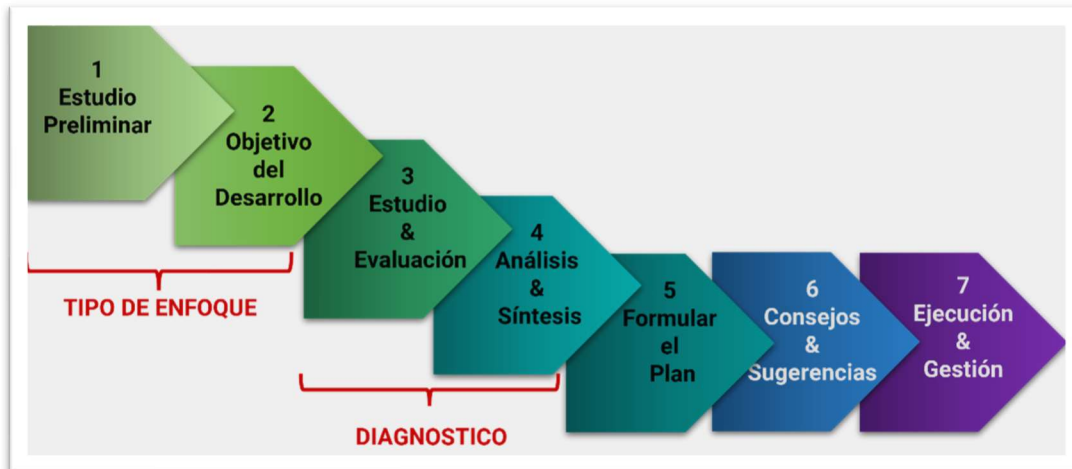 1
Estudio
Preliminar
2
Objetivo
del
Desarrollo
3
Estudio
&
Evaluación
4
Análisis
&
Síntesis
5
Formular
el
Plan
6
Consejos
&
Sugerencias
7
Ejecución
&
Gestión
TIPO DE ENFOQUE
DIAGNOSTICO